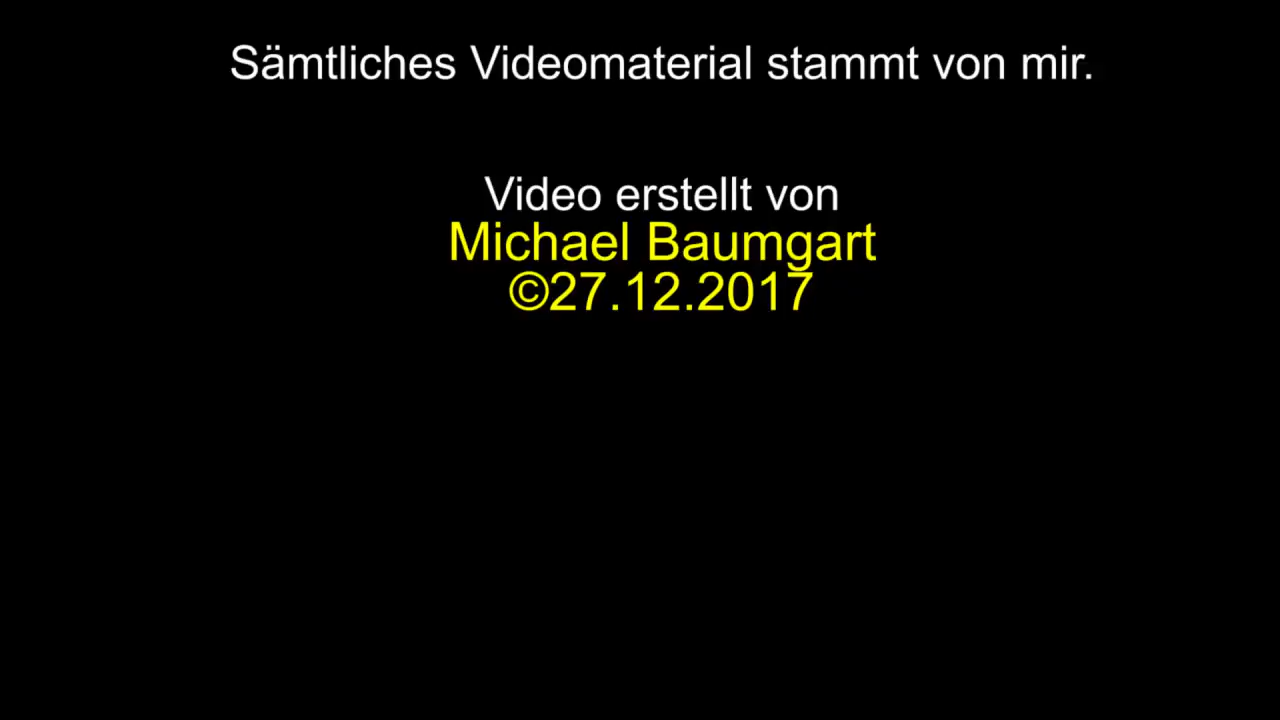 Sämtliches Videomaterial stammt von mir.
Video erstellt von
Michael Baumgart
©27.12.2017